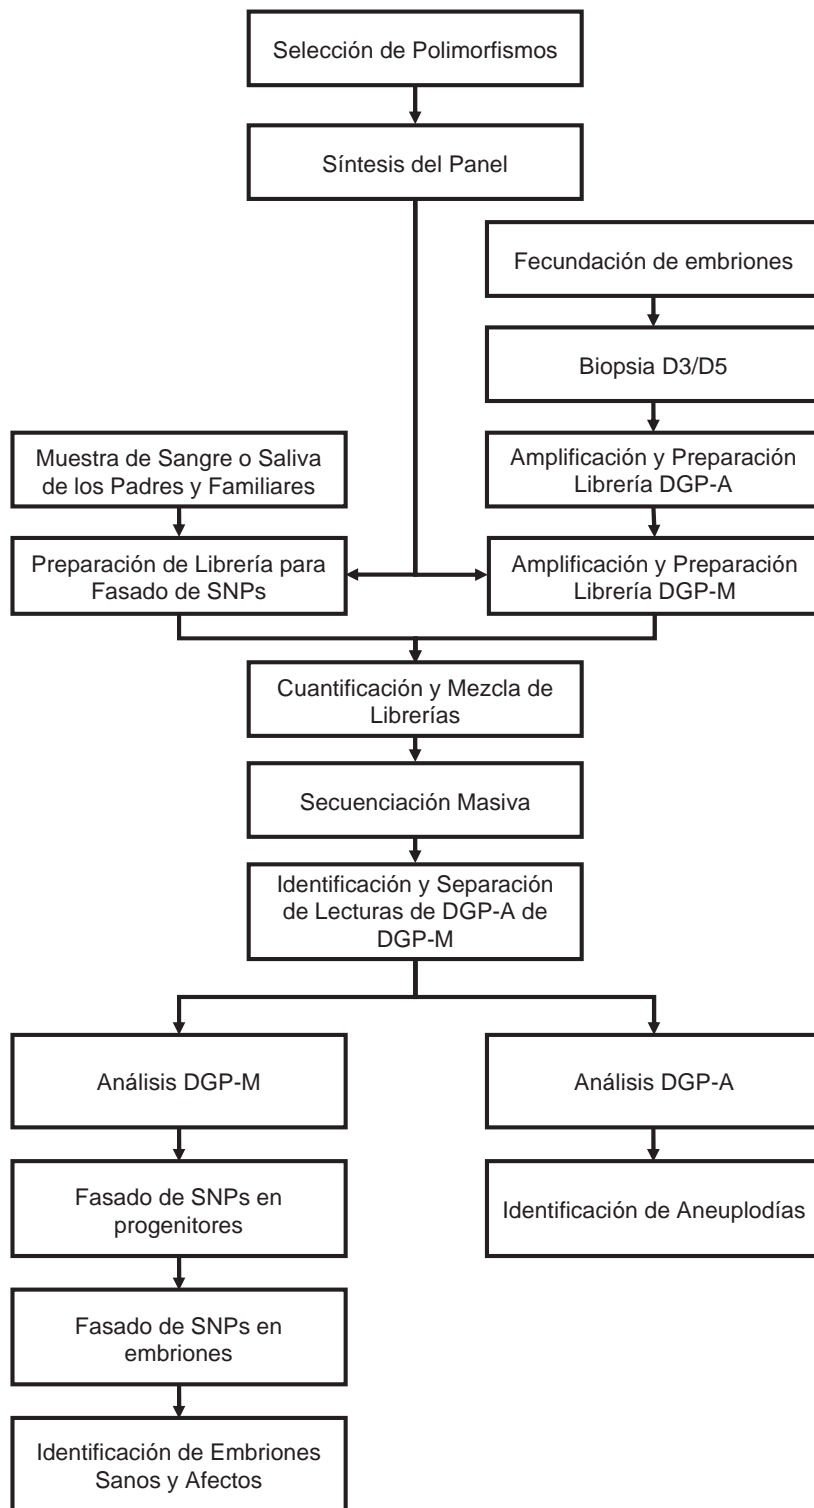 Selección de Polimorfismos
Síntesis del Panel
Fecundación de embriones
Biopsia D3/D5
Muestra de Sangre o Saliva
de los Padres y Familiares
Amplificación y Preparación
Librería DGP-A
Preparación de Librería para
Fasado de SNPs
Amplificación y Preparación
Librería DGP-M
Cuantificación y Mezcla de
Librerías
Secuenciación Masiva
Identificación y Separación
de Lecturas de DGP-A de
DGP-M
Análisis DGP-M
Análisis DGP-A
Fasado de SNPs en
progenitores
Identificación de Aneuplodías
Fasado de SNPs en
embriones
Identificación de Embriones
Sanos y Afectos